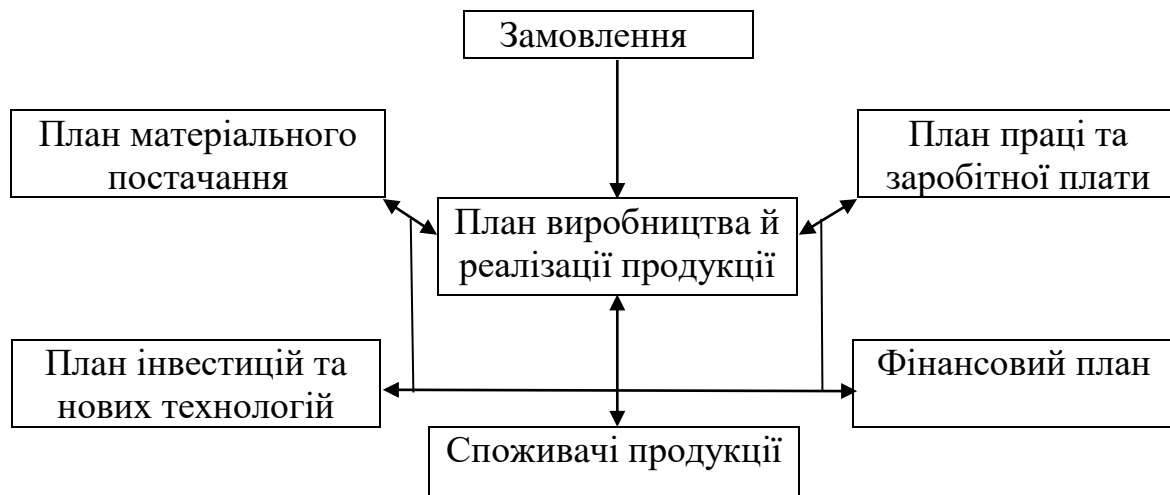 Замовлення
План матеріального
постачання
План праці та
заробітної плати
План виробництва й
реалізації продукції
План інвестицій та
нових технологій
Фінансовий план
Споживачі продукції